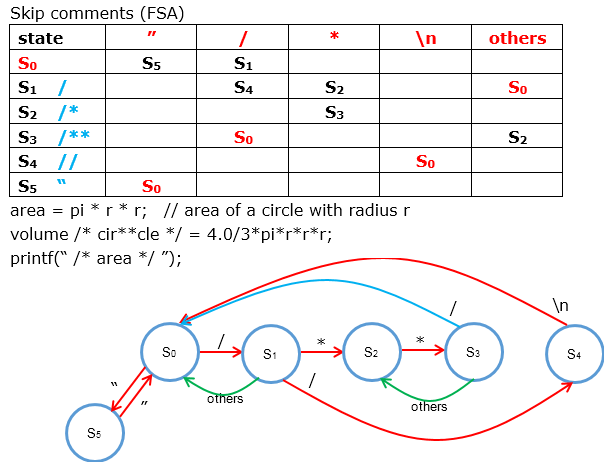 Skip comments (FSA)
state ” / * \n others
S0 S5 S1
S1 / S4 S2 S0
S2 /* S3
S3 /** S0 S2
S4 // S0
S5 “ S0
area = pi * r * r; // area of a circle with radius r
volume /* cir**cle */ = 4.0/3*pi*r*r*r;
printf(“ /* area */ ”);
/ \n
S0 / S1 * S2 * S3 S4
“ ” others / others
S5